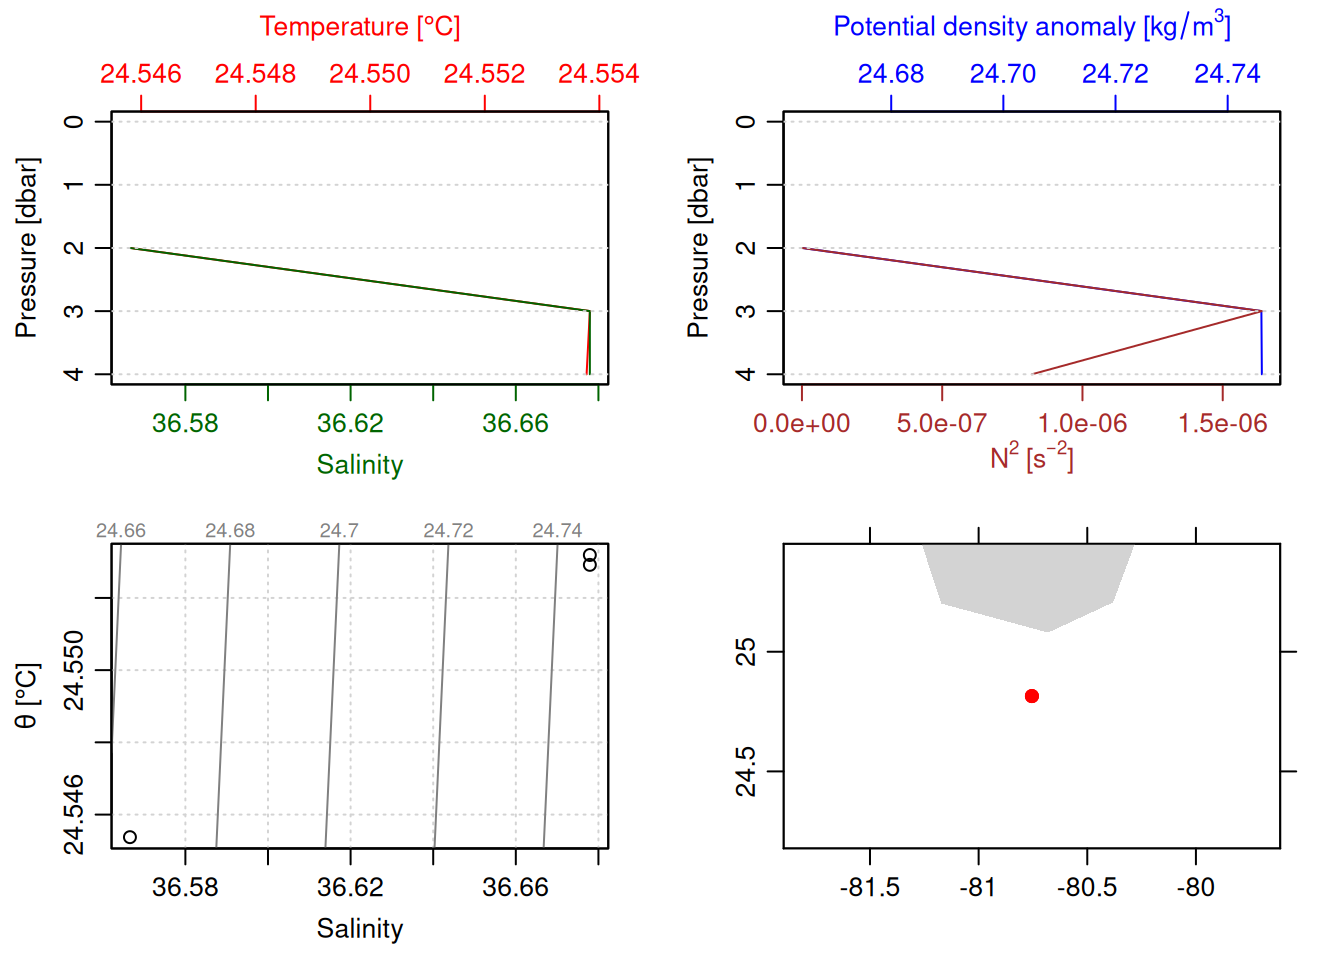 Temperature [°C]
24.546 24.548 24.550 24.552 24.554
0
1
2
3
4
Pressure [dbar]
36.58 36.62 36.66
Salinity
Potential density anomaly [kg/m³]
24.68 24.70 24.72 24.74
0
1
2
3
4
Pressure [dbar]
0.0e+00 5.0e-07 1.0e-06 1.5e-06
N² [s⁻²]
24.66 24.68 24.7 24.72 24.74
24.550
24.546
θ [°C]
36.58 36.62 36.66
Salinity
25
24.5
-81.5 -81 -80.5 -80